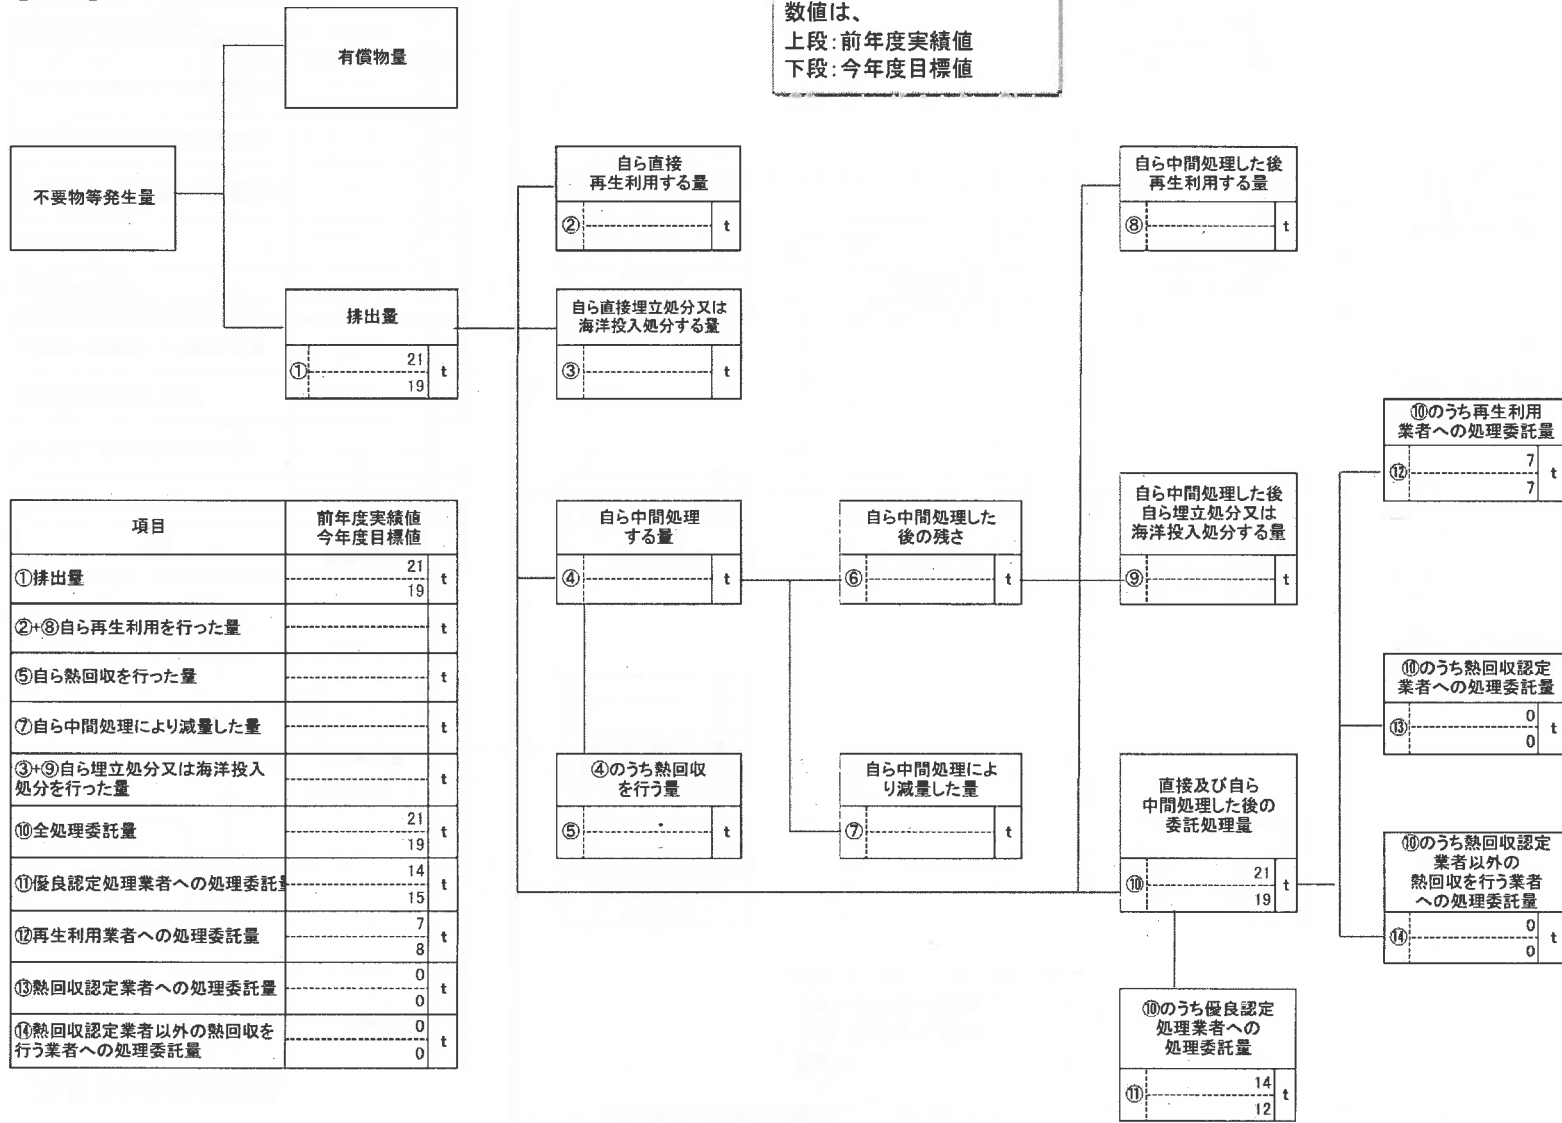 数値は、
上段:前年度実績値
下段:今年度目標値
有償物量
不要物等発生量
排出量
① 21 t
19
自ら直接
再生利用する量
② t
自ら直接埋立処分又は
海洋投入処分する量
③ t
自ら中間処理した後
再生利用する量
⑧ t
自ら中間処理
する量
④ t
自ら中間処理した
後の残さ
⑥ t
自ら中間処理した後
自ら埋立処分又は
海洋投入処分する量
⑨ t
④のうち熱回収
を行う量
⑤ t
自ら中間処理によ
り減量した量
⑦ t
直接及び自ら
中間処理した後の
委託処理量
⑩ 21 t
19
⑩のうち優良認定
処理業者への
処理委託量
⑪ 14 t
12
⑩のうち再生利用
業者への処理委託量
⑫ 7 t
7
⑩のうち熱回収認定
業者への処理委託量
⑬ 0 t
0
⑩のうち熱回収認定
業者以外の
熱回収を行う業者
への処理委託量
⑭ 0 t
0
項目 前年度実績値
今年度目標値
①排出量 21 t
19
②+⑧自ら再生利用を行った量 t
⑤自ら熱回収を行った量 t
⑦自ら中間処理により減量した量 t
③+⑨自ら埋立処分又は海洋投入
処分を行った量 t
⑩全処理委託量 21 t
19
⑪優良認定処理業者への処理委託 14 t
15
⑫再生利用業者への処理委託量 7 t
8
⑬熱回収認定業者への処理委託量 0 t
0
⑭熱回収認定業者以外の熱回収を 0 t
行う業者への処理委託量 0